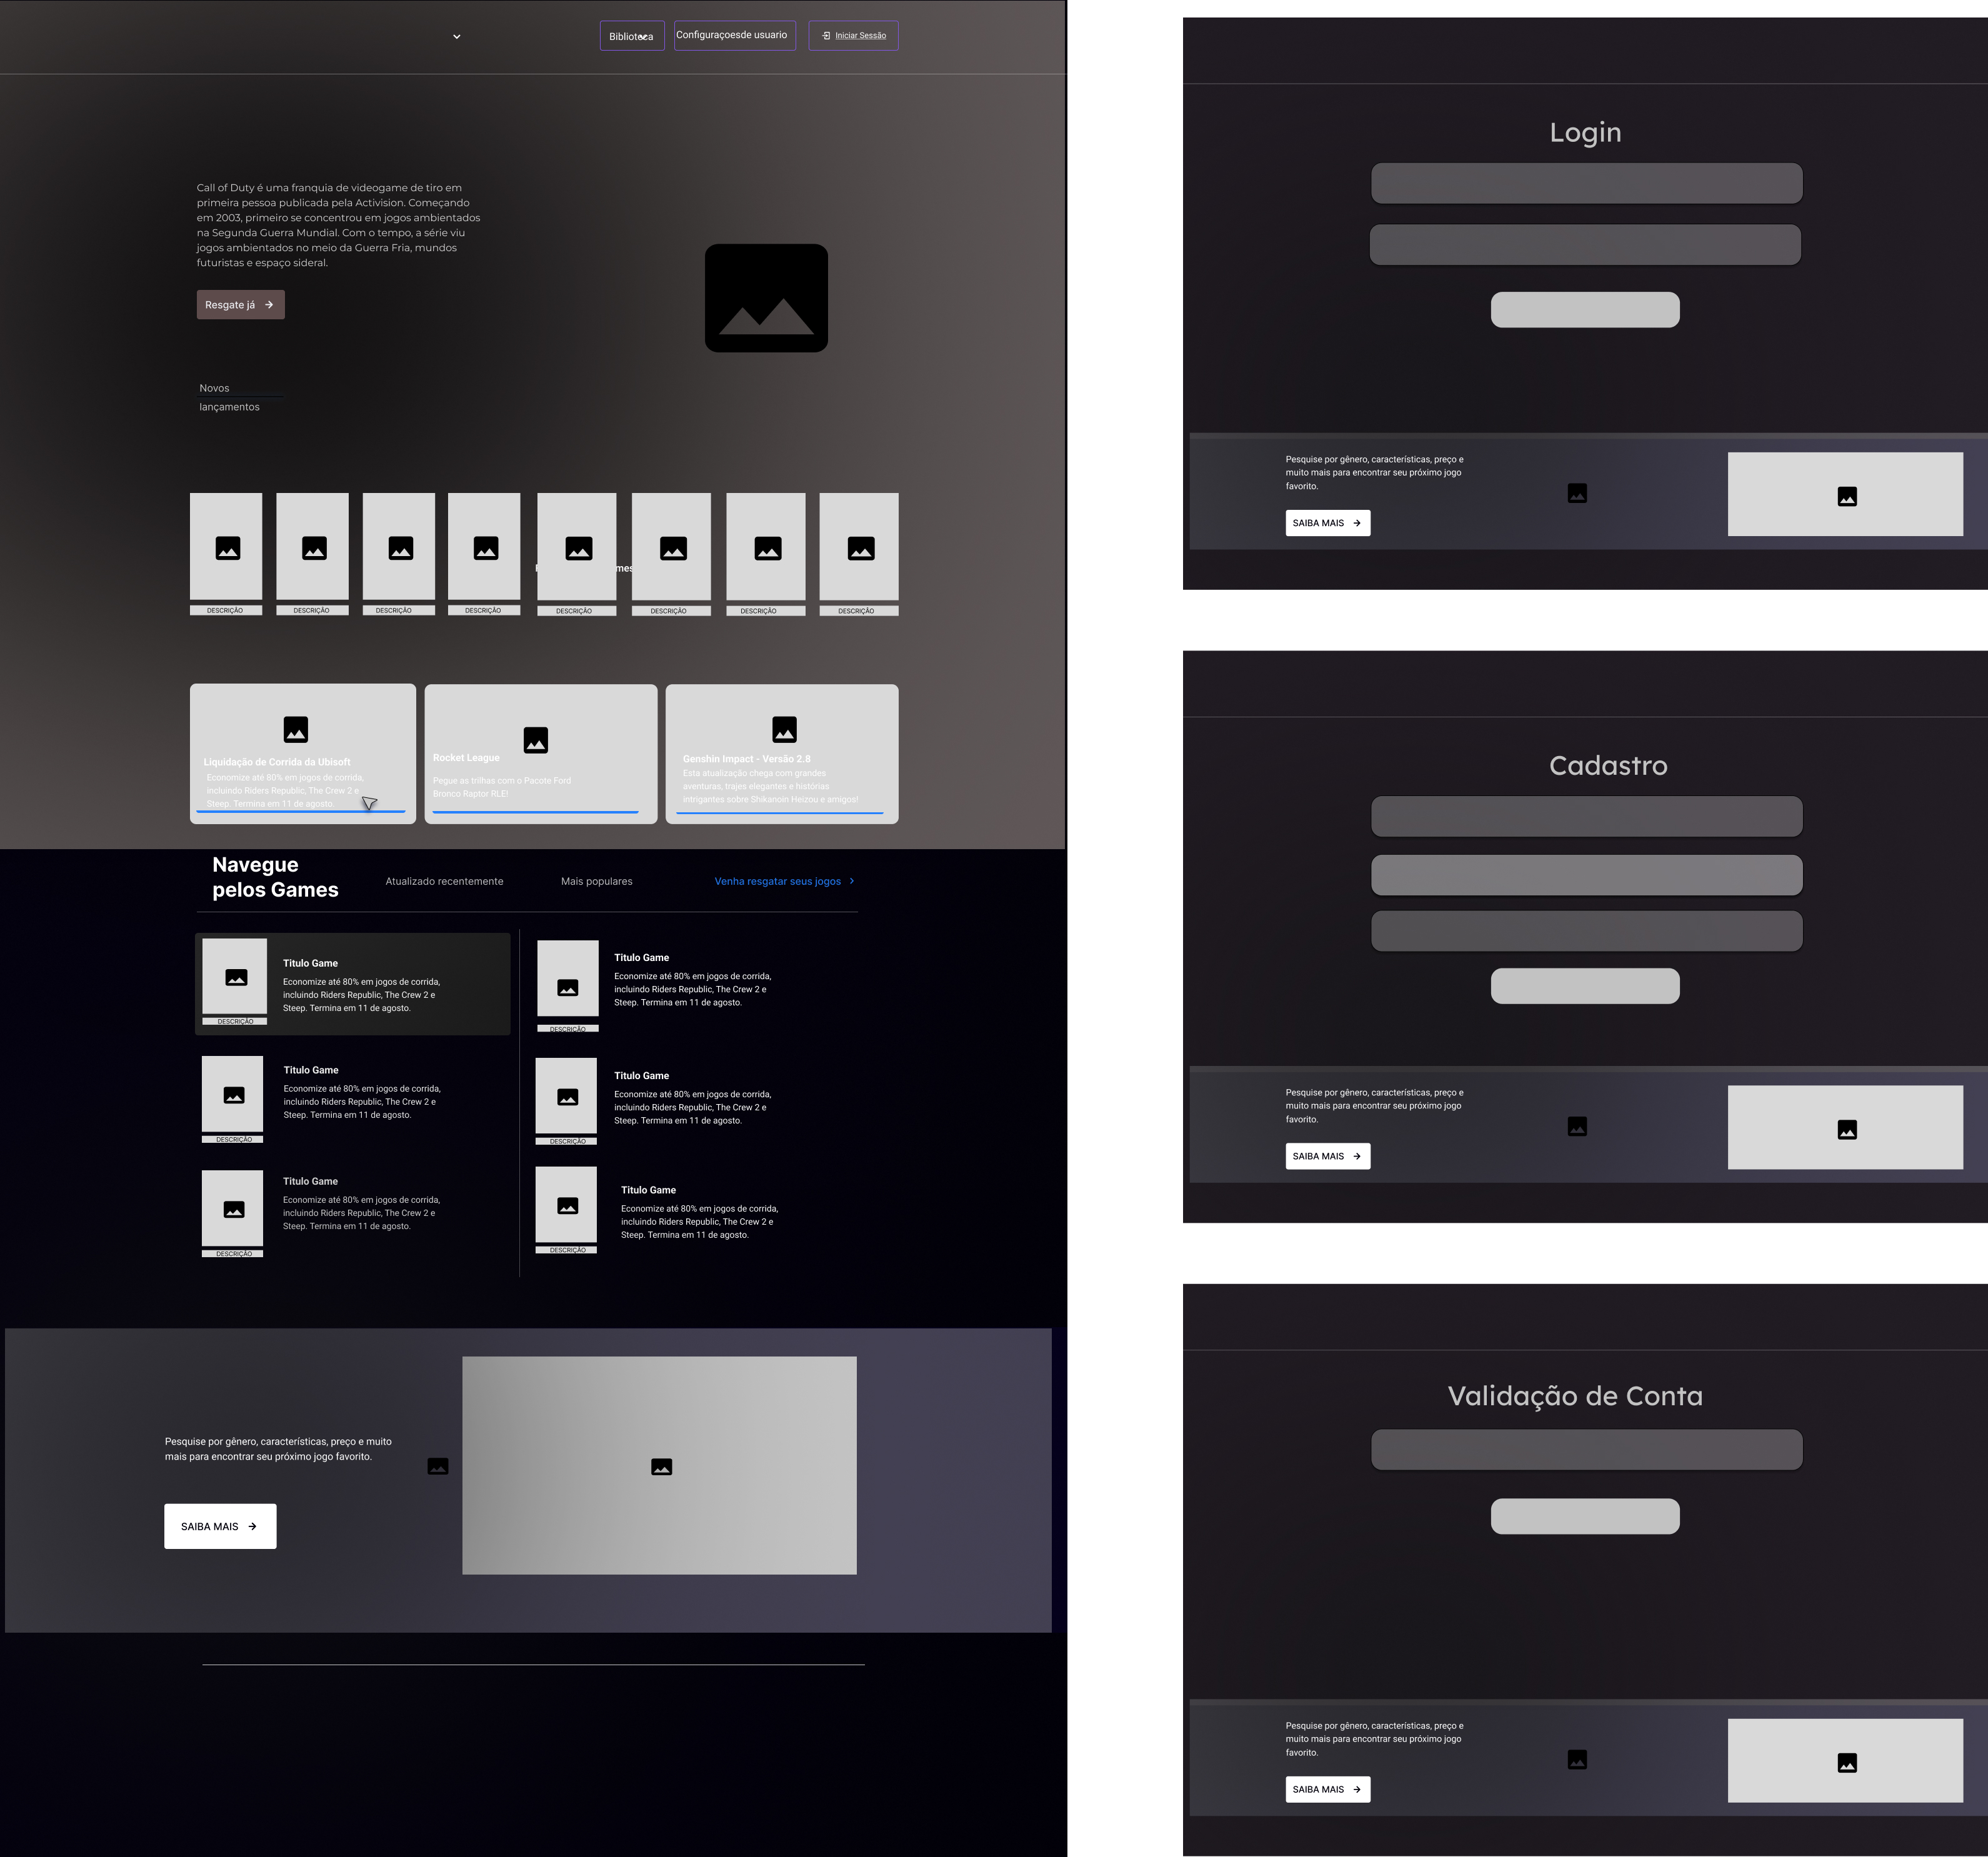 Biblioteca
Configuraçoesde usuario
Iniciar Sessão
Call of Duty é uma franquia de videogame de tiro em
primeira pessoa publicada pela Activision. Começando
em 2003, primeiro se concentrou em jogos ambientados
na Segunda Guerra Mundial. Com o tempo, a série viu
jogos ambientados no meio da Guerra Fria, mundos
futuristas e espaço sideral.
Resgate já
Novos
lançamentos
DESCRIÇÃO
DESCRIÇÃO
DESCRIÇÃO
DESCRIÇÃO
DESCRIÇÃO
DESCRIÇÃO
DESCRIÇÃO
DESCRIÇÃO
Liquidação de Corrida da Ubisoft
Economize até 80% em jogos de corrida,
incluindo Riders Republic, The Crew 2 e
Steep. Termina em 11 de agosto.
Rocket League
Pegue as trilhas com o Pacote Ford
Bronco Raptor RLE!
Genshin Impact - Versão 2.8
Esta atualização chega com grandes
aventuras, trajes elegantes e histórias
intrigantes sobre Shikanoin Heizou e amigos!
Navegue
pelos Games
Atualizado recentemente
Mais populares
Venha resgatar seus jogos
Titulo Game
Economize até 80% em jogos de corrida,
incluindo Riders Republic, The Crew 2 e
Steep. Termina em 11 de agosto.
DESCRIÇÃO
Titulo Game
Economize até 80% em jogos de corrida,
incluindo Riders Republic, The Crew 2 e
Steep. Termina em 11 de agosto.
DESCRIÇÃO
Titulo Game
Economize até 80% em jogos de corrida,
incluindo Riders Republic, The Crew 2 e
Steep. Termina em 11 de agosto.
DESCRIÇÃO
Titulo Game
Economize até 80% em jogos de corrida,
incluindo Riders Republic, The Crew 2 e
Steep. Termina em 11 de agosto.
DESCRIÇÃO
Titulo Game
Economize até 80% em jogos de corrida,
incluindo Riders Republic, The Crew 2 e
Steep. Termina em 11 de agosto.
DESCRIÇÃO
Titulo Game
Economize até 80% em jogos de corrida,
incluindo Riders Republic, The Crew 2 e
Steep. Termina em 11 de agosto.
DESCRIÇÃO
Pesquise por gênero, características, preço e muito
mais para encontrar seu próximo jogo favorito.
SAIBA MAIS
Login
Pesquise por gênero, características, preço e
muito mais para encontrar seu próximo jogo
favorito.
SAIBA MAIS
Cadastro
Pesquise por gênero, características, preço e
muito mais para encontrar seu próximo jogo
favorito.
SAIBA MAIS
Validação de Conta
Pesquise por gênero, características, preço e
muito mais para encontrar seu próximo jogo
favorito.
SAIBA MAIS